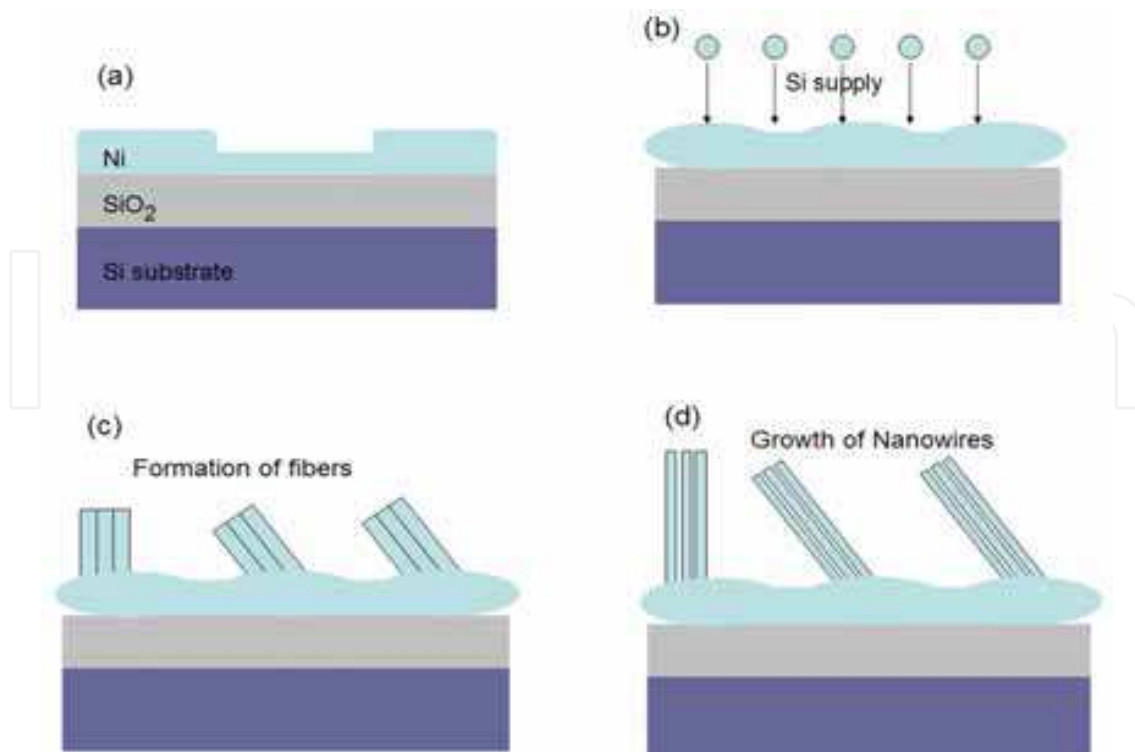 (a)
Ni
SiO₂
Si substrate
(b)
Si supply
(c)
Formation of fibers
(d)
Growth of Nanowires